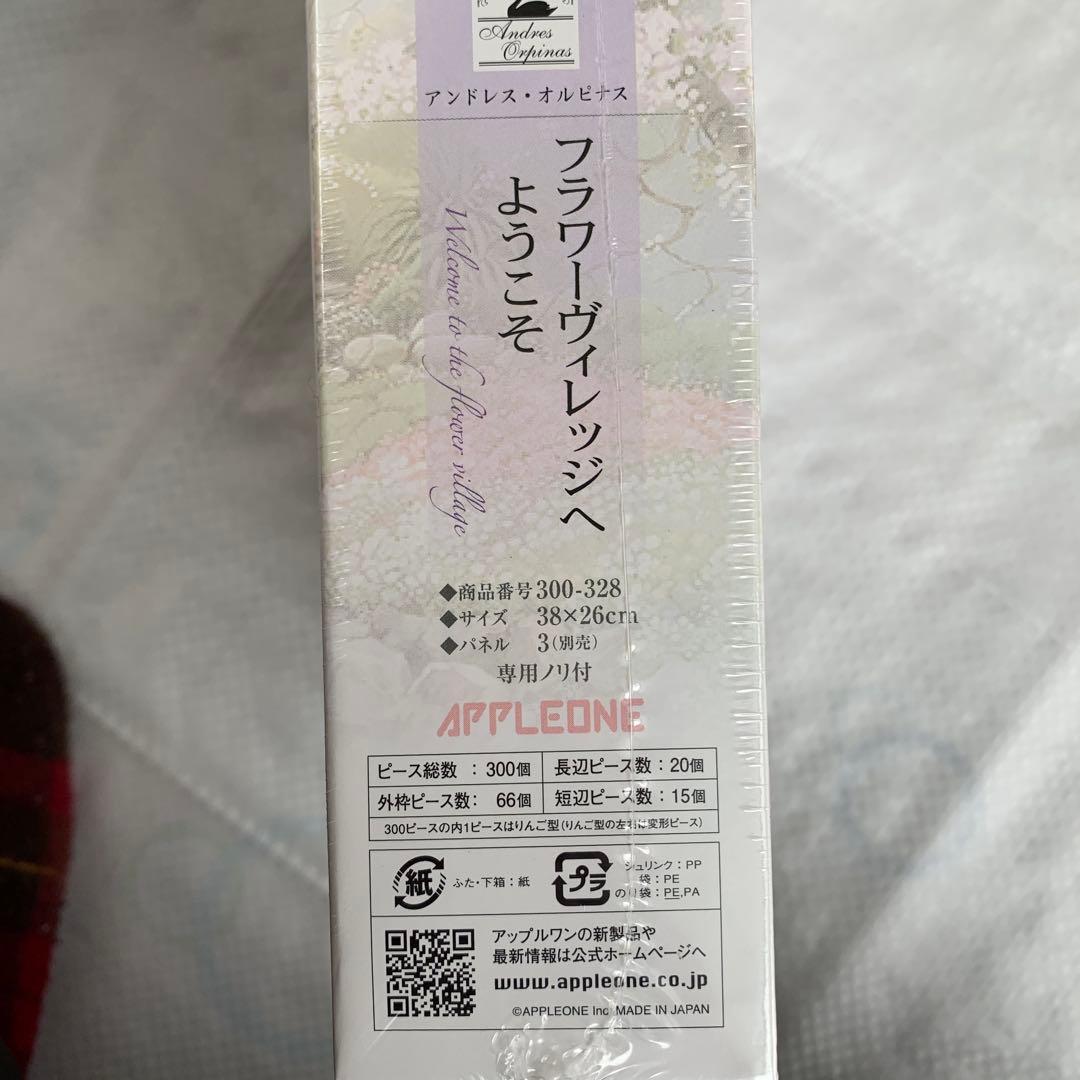 Andres
Orpinas
アンドレス・オルピナス
フラワーヴィレッジへ
ようこそ
Welcome to the flower village
◆商品番号 300-328
◆サイズ 38×26cm
◆パネル 3(別売)
専用ノリ付
APPLEONE
ピース総数 : 300個
長辺ピース数 : 20個
外枠ピース数: 66個
短辺ピース数 : 15個
300ピースの内1ピースはりんご型(りんご型の左右は変形ピース)
紙
ふた・下箱 : 紙
プラ
シュリンク : PP
袋 : PE
のり袋 : PE,PA
アップルワンの新製品や
最新情報は公式ホームページへ
www.appleone.co.jp
©APPLEONE Inc MADE IN JAPAN